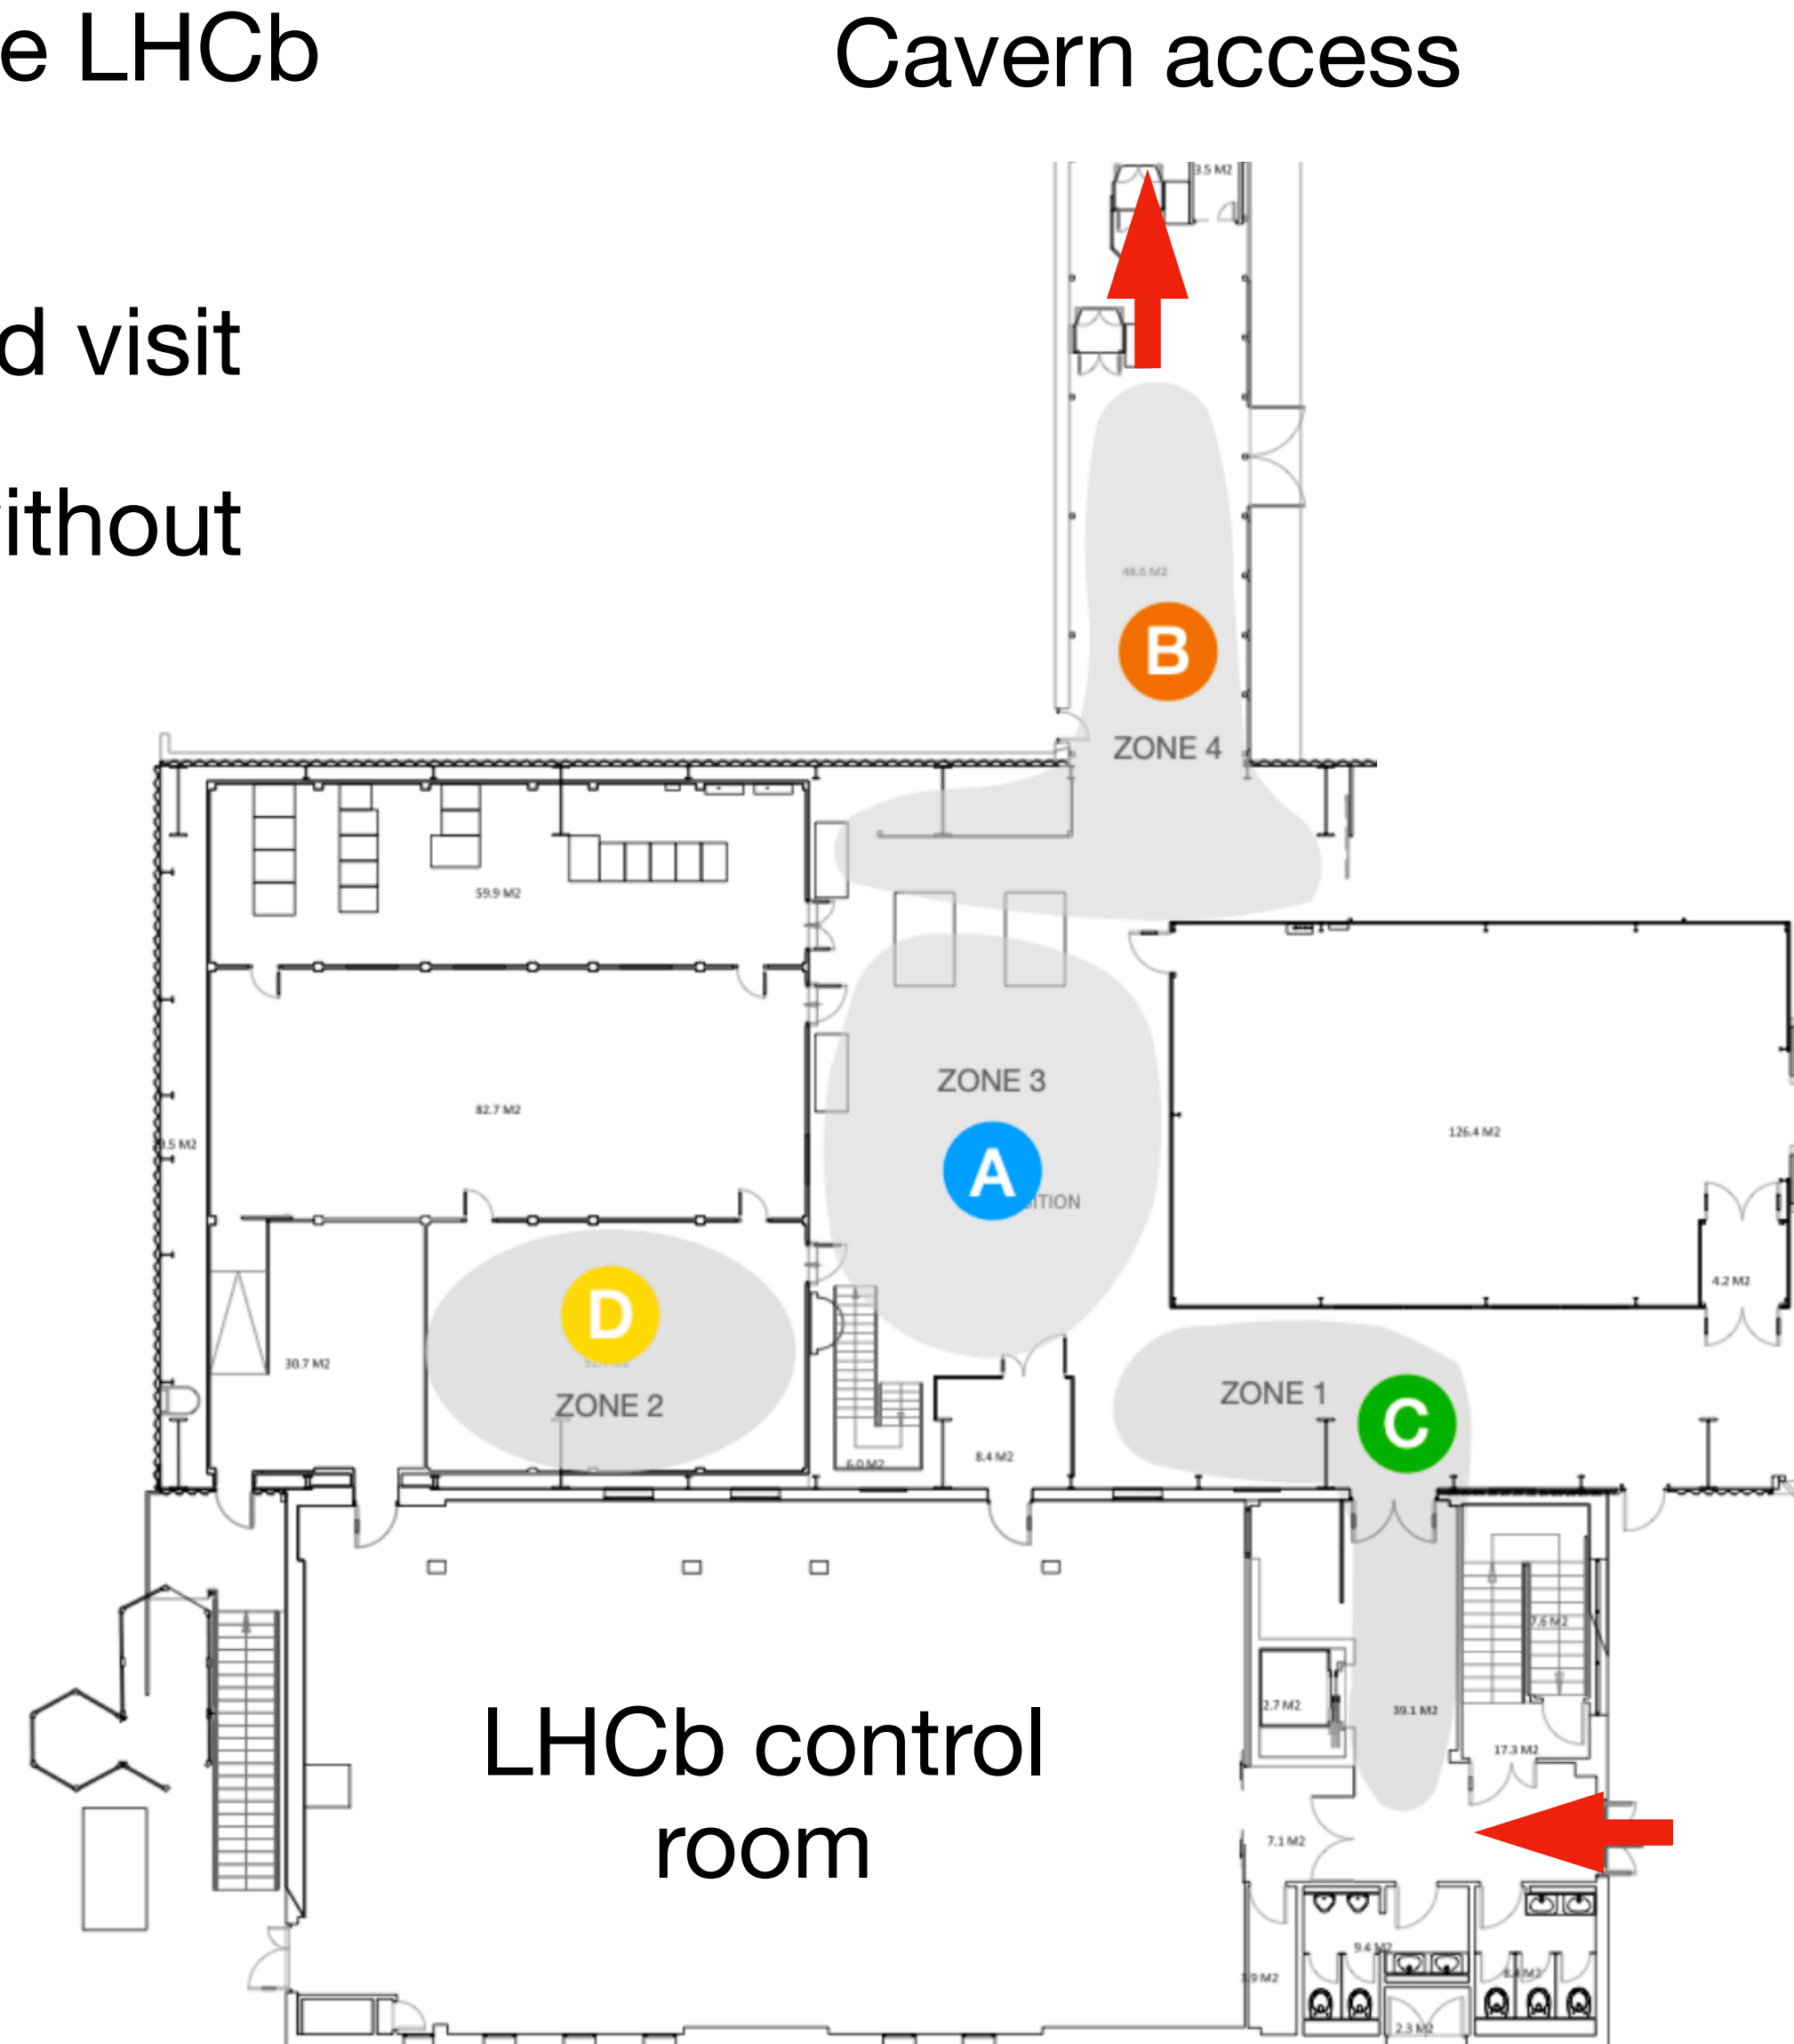 e LHCb
Cavern access
3.5 M2
d visit
ithout
48.6 M2
B
ZONE 4
59.9 M2
ZONE 3
82.7 M2
126.4 M2
.5 M2
A
ITION
4.2 M2
D
30.7 M2
ZONE 2
ZONE 1
C
8.4 M2
6.0 M2
7.6 M2
2.7 M2
39.1 M2
LHCb control
room
17.3 M2
7.1 M2
9.4 M2
.9 M2
2.3 M2